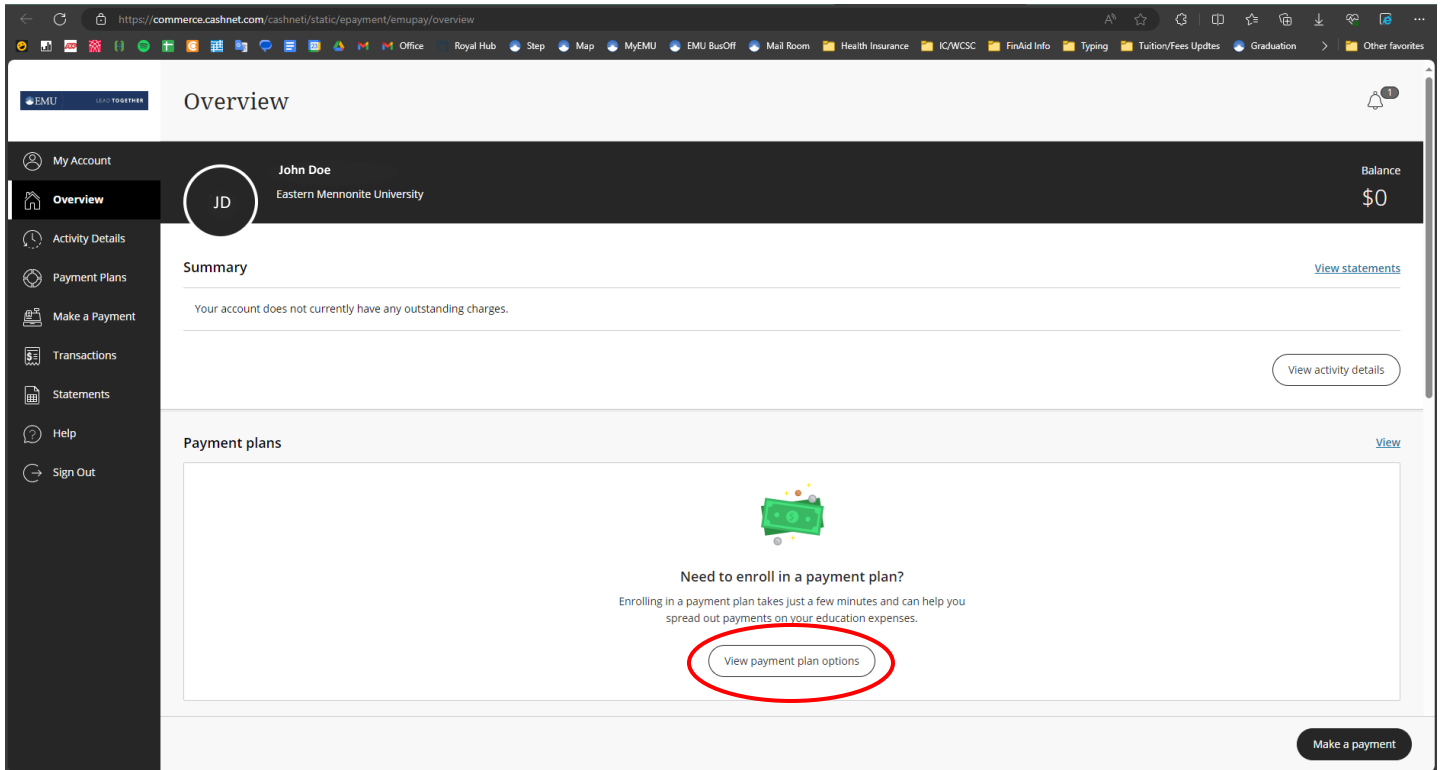 https://commerce.cashnet.com/cashneti/static/epayment/emupay/overview
Office Royal Hub Step Map MyEMU EMU BusOff Mail Room Health Insurance IC/WCSC FinAid Info Typing Tuition/Fees Updtes Graduation > Other favorites
EMU LEAD TOGETHER
Overview
1
My Account
Overview
Activity Details
Payment Plans
Make a Payment
Transactions
Statements
Help
Sign Out
JD
John Doe
Eastern Mennonite University
Balance
$0
Summary
View statements
Your account does not currently have any outstanding charges.
View activity details
Payment plans
View
Need to enroll in a payment plan?
Enrolling in a payment plan takes just a few minutes and can help you
spread out payments on your education expenses.
View payment plan options
Make a payment